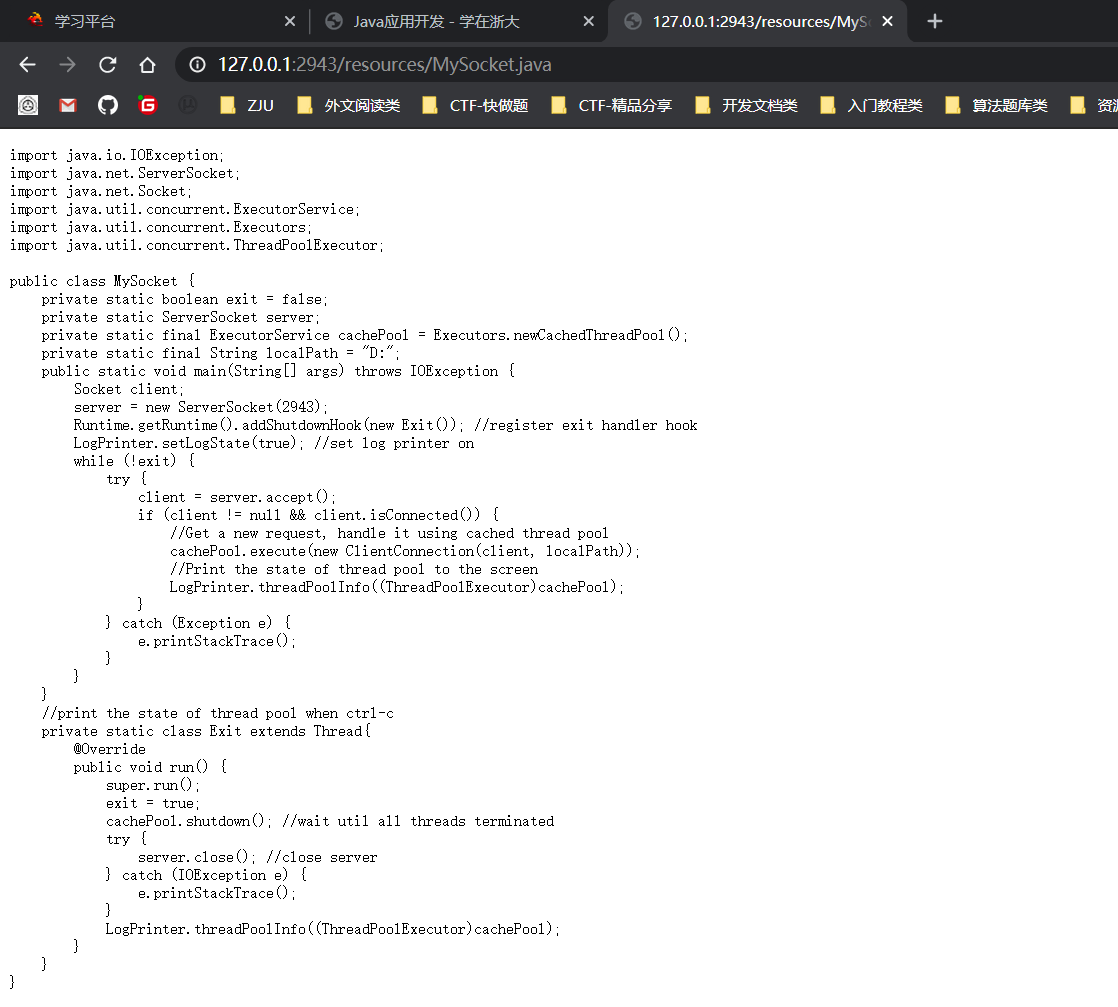 学习平台
Java应用开发 - 学在浙大
127.0.0.1:2943/resources/MySo
127.0.0.1:2943/resources/MySocket.java
ZJU
外文阅读类
CTF-快做题
CTF-精品分享
开发文档类
入门教程类
算法题库类
资源
import java.io.IOException;
import java.net.ServerSocket;
import java.net.Socket;
import java.util.concurrent.ExecutorService;
import java.util.concurrent.Executors;
import java.util.concurrent.ThreadPoolExecutor;
public class MySocket {
    private static boolean exit = false;
    private static ServerSocket server;
    private static final ExecutorService cachePool = Executors.newCachedThreadPool();
    private static final String localPath = "D:";
    public static void main(String[] args) throws IOException {
        Socket client;
        server = new ServerSocket(2943);
        Runtime.getRuntime().addShutdownHook(new Exit()); //register exit handler hook
        LogPrinter.setLogState(true); //set log printer on
        while (!exit) {
            try {
                client = server.accept();
                if (client != null && client.isConnected()) {
                    //Get a new request, handle it using cached thread pool
                    cachePool.execute(new ClientConnection(client, localPath));
                    //Print the state of thread pool to the screen
                    LogPrinter.threadPoolInfo((ThreadPoolExecutor)cachePool);
                }
            } catch (Exception e) {
                e.printStackTrace();
            }
        }
    }
    //print the state of thread pool when ctrl-c
    private static class Exit extends Thread{
        @Override
        public void run() {
            super.run();
            exit = true;
            cachePool.shutdown(); //wait util all threads terminated
            try {
                server.close(); //close server
            } catch (IOException e) {
                e.printStackTrace();
            }
            LogPrinter.threadPoolInfo((ThreadPoolExecutor)cachePool);
        }
    }
}